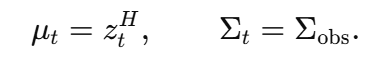 μ_t = z_t^H,    Σ_t = Σ_obs.